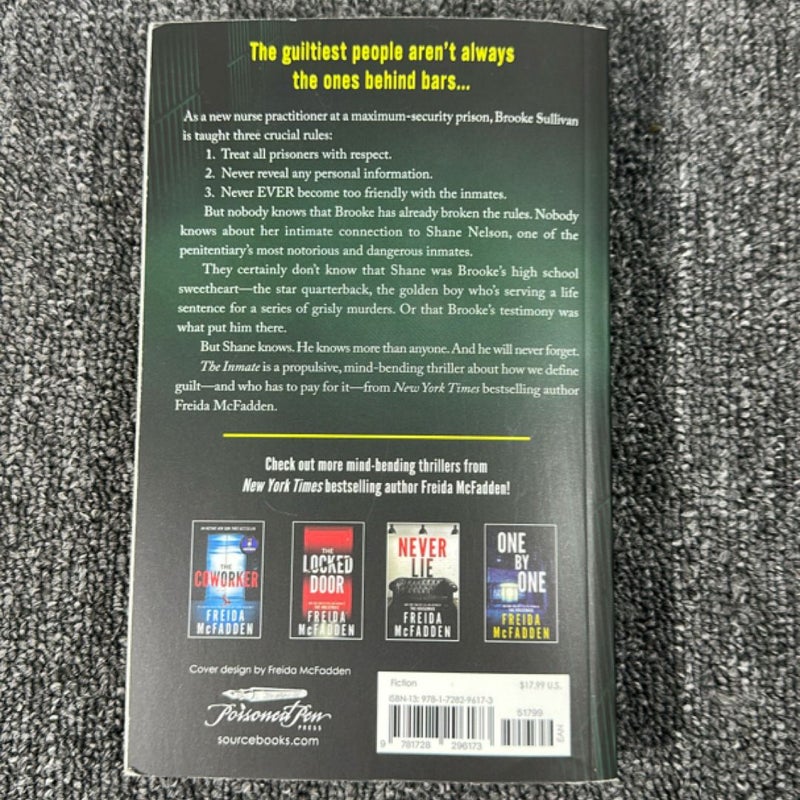 The guiltiest people aren't always
the ones behind bars...
As a new nurse practitioner at a maximum-security prison, Brooke Sullivan
is taught three crucial rules:
1. Treat all prisoners with respect.
2. Never reveal any personal information.
3. Never EVER become too friendly with the inmates.
But nobody knows that Brooke has already broken the rules. Nobody
knows about her intimate connection to Shane Nelson, one of the
penitentiary's most notorious and dangerous inmates.
They certainly don't know that Shane was Brooke's high school
sweetheart—the star quarterback, the golden boy who's serving a life
sentence for a series of grisly murders. Or that Brooke's testimony was
what put him there.
But Shane knows. He knows more than anyone. And he will never forget.
The Inmate is a propulsive, mind-bending thriller about how we define
guilt—and who has to pay for it—from New York Times bestselling author
Freida McFadden.
Check out more mind-bending thrillers from
New York Times bestselling author Freida McFadden!
THE
COWORKER
FREIDA
McFADDEN
THE
LOCKED
DOOR
FREIDA
McFADDEN
NEVER
LIE
FREIDA
McFADDEN
ONE
BY
ONE
FREIDA
McFADDEN
Cover design by Freida McFadden
Poisoned Pen
PRESS
sourcebooks.com
Fiction
$17.99 U.S.
ISBN-13: 978-1-7282-9617-3
51799
9 781728 296173
EAN